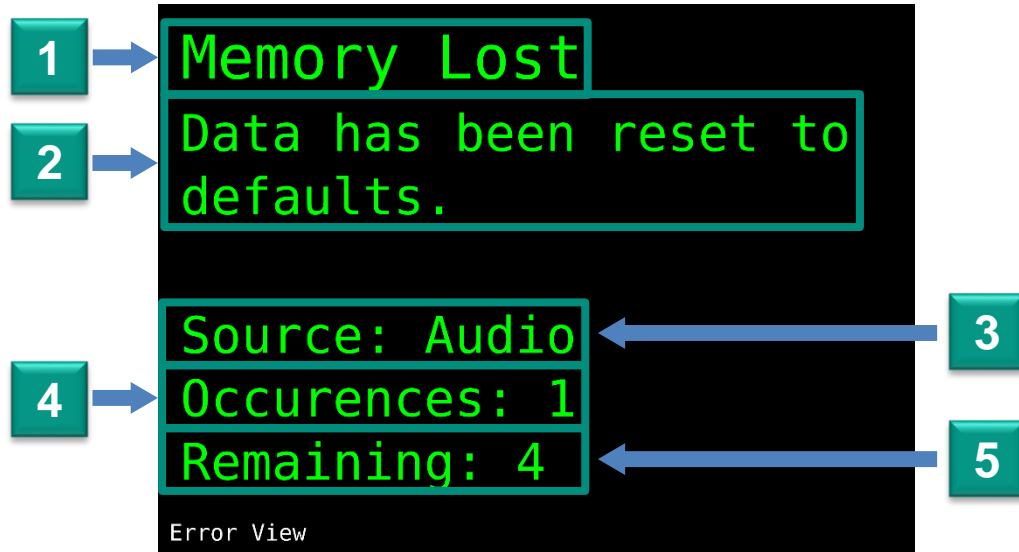 1
Memory Lost
2
Data has been reset to
defaults.
Source: Audio
3
4
Occurences: 1
Remaining: 4
5
Error View